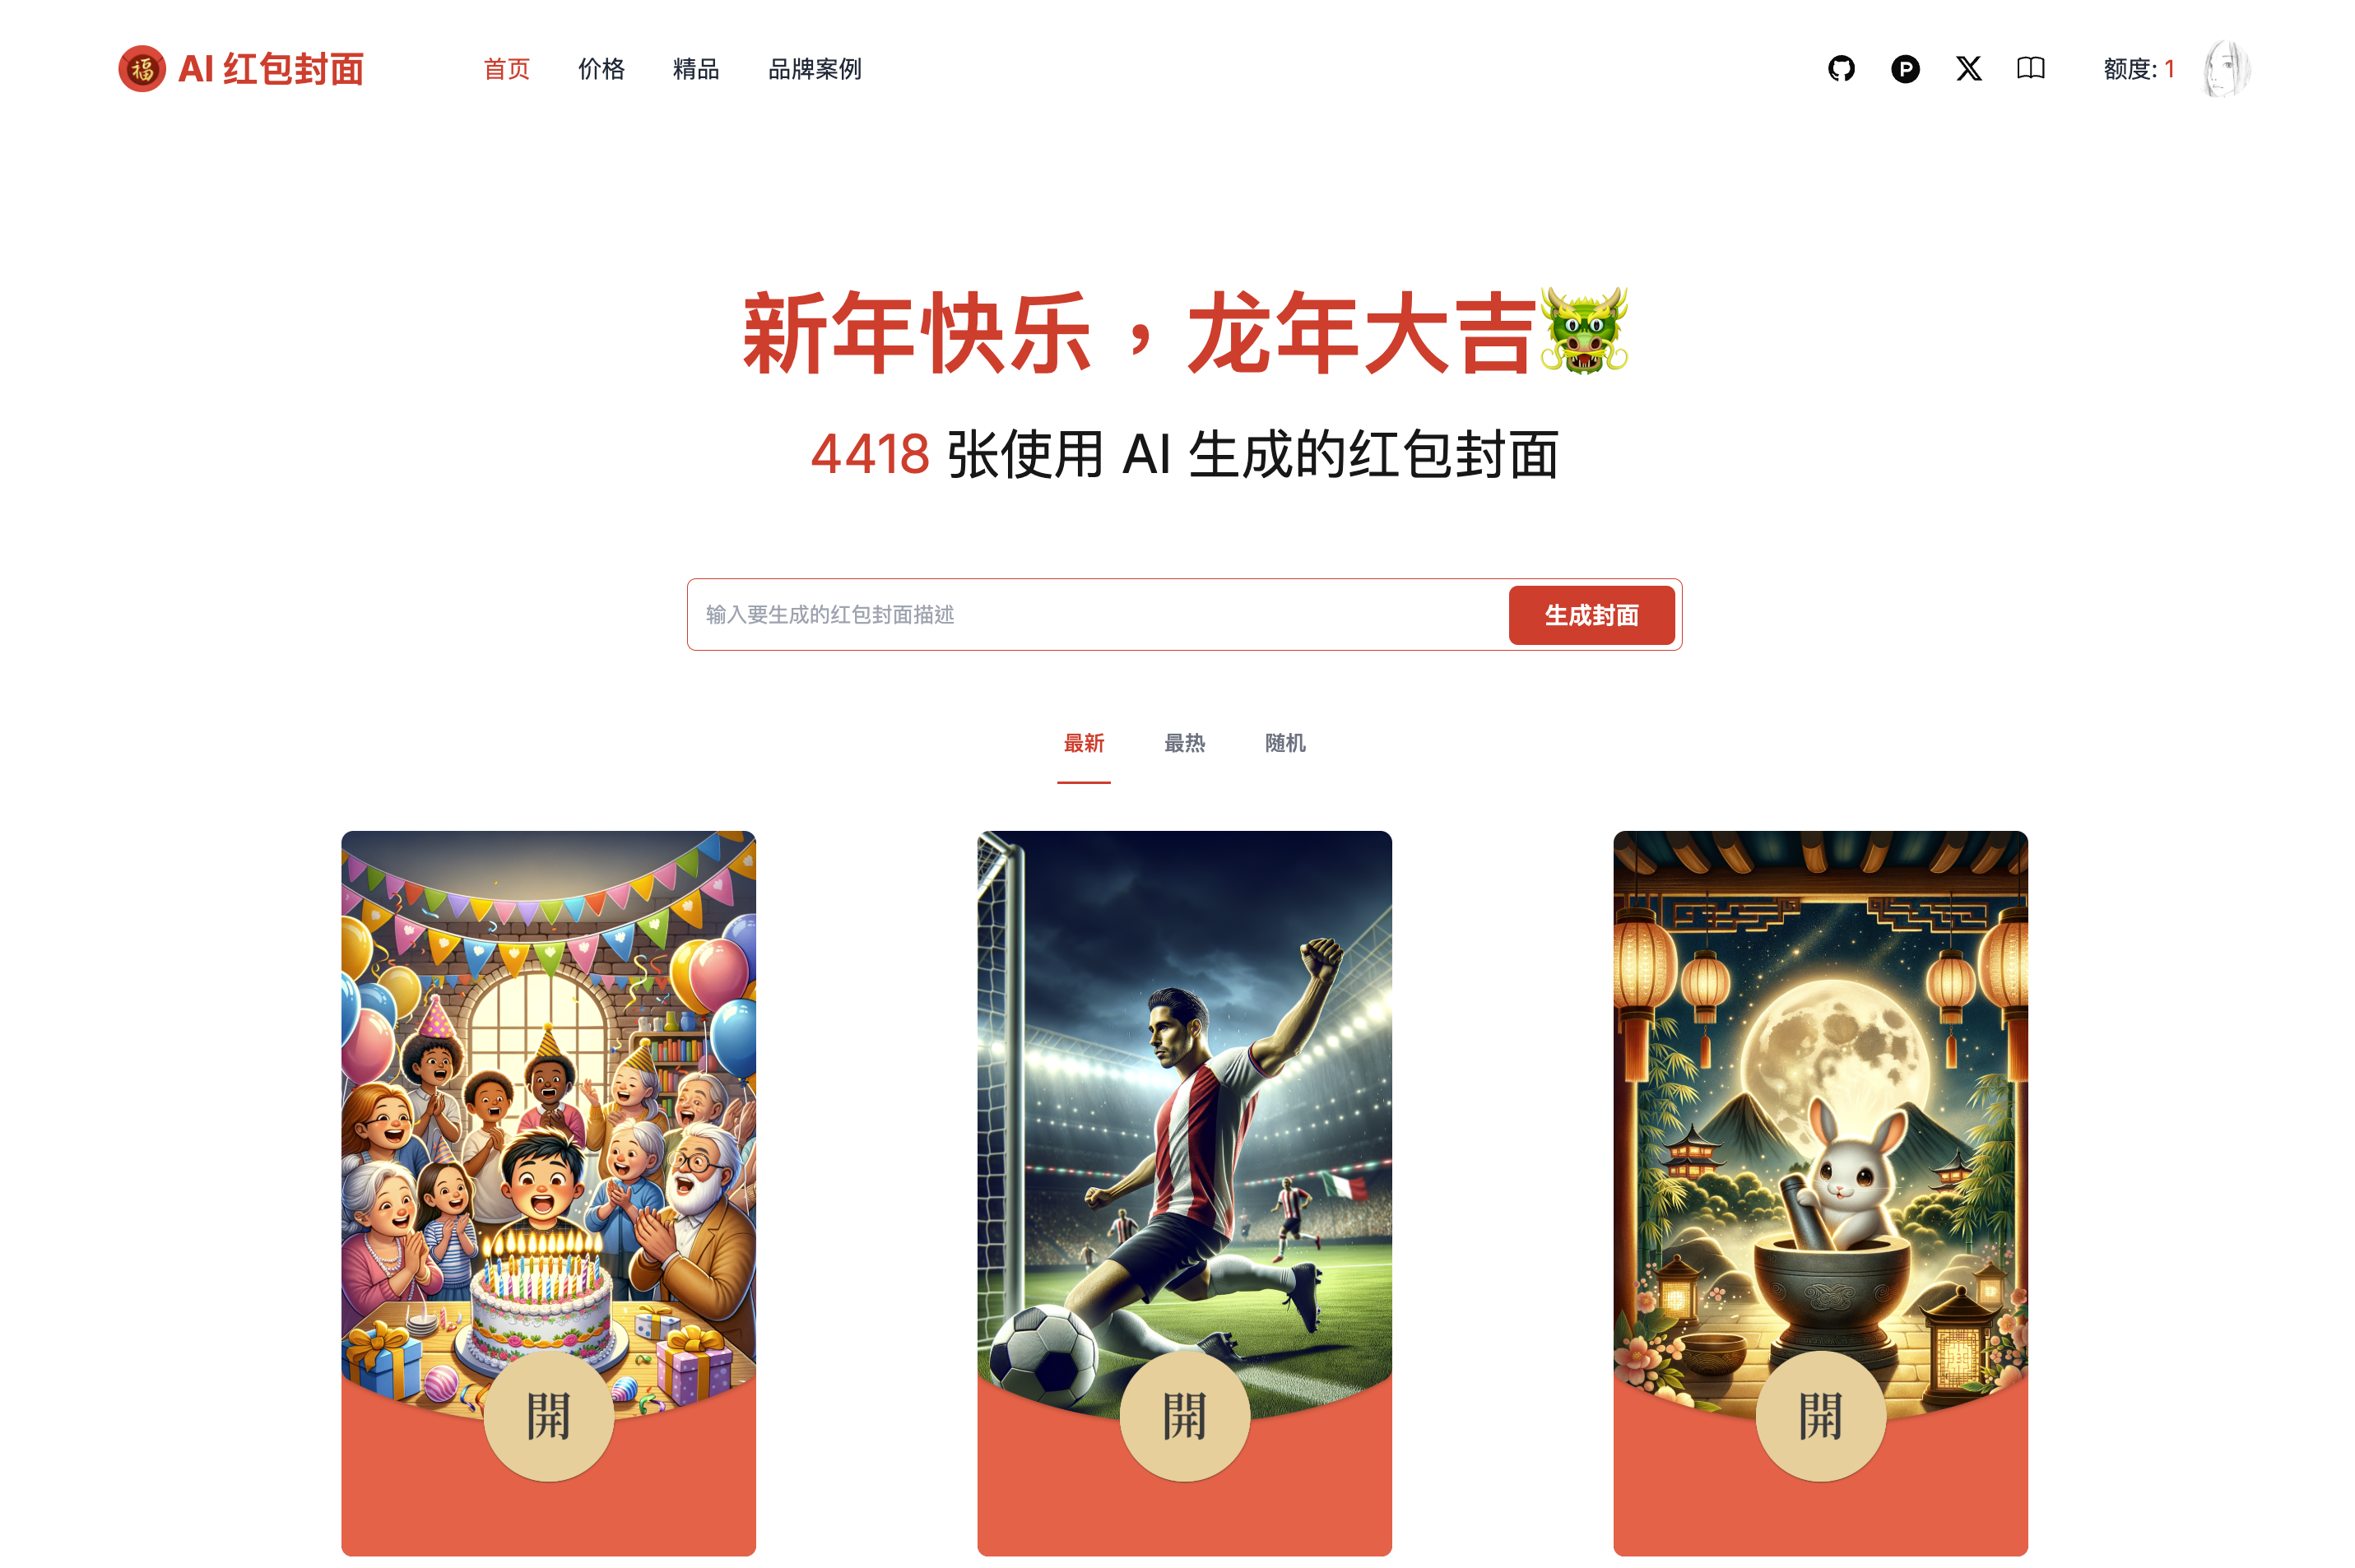 福 AI 红包封面
首页 价格 精品 品牌案例
额度: 1
新年快乐，龙年大吉🐲
4418 张使用 AI 生成的红包封面
输入要生成的红包封面描述
生成封面
最新 最热 随机
開
開
開